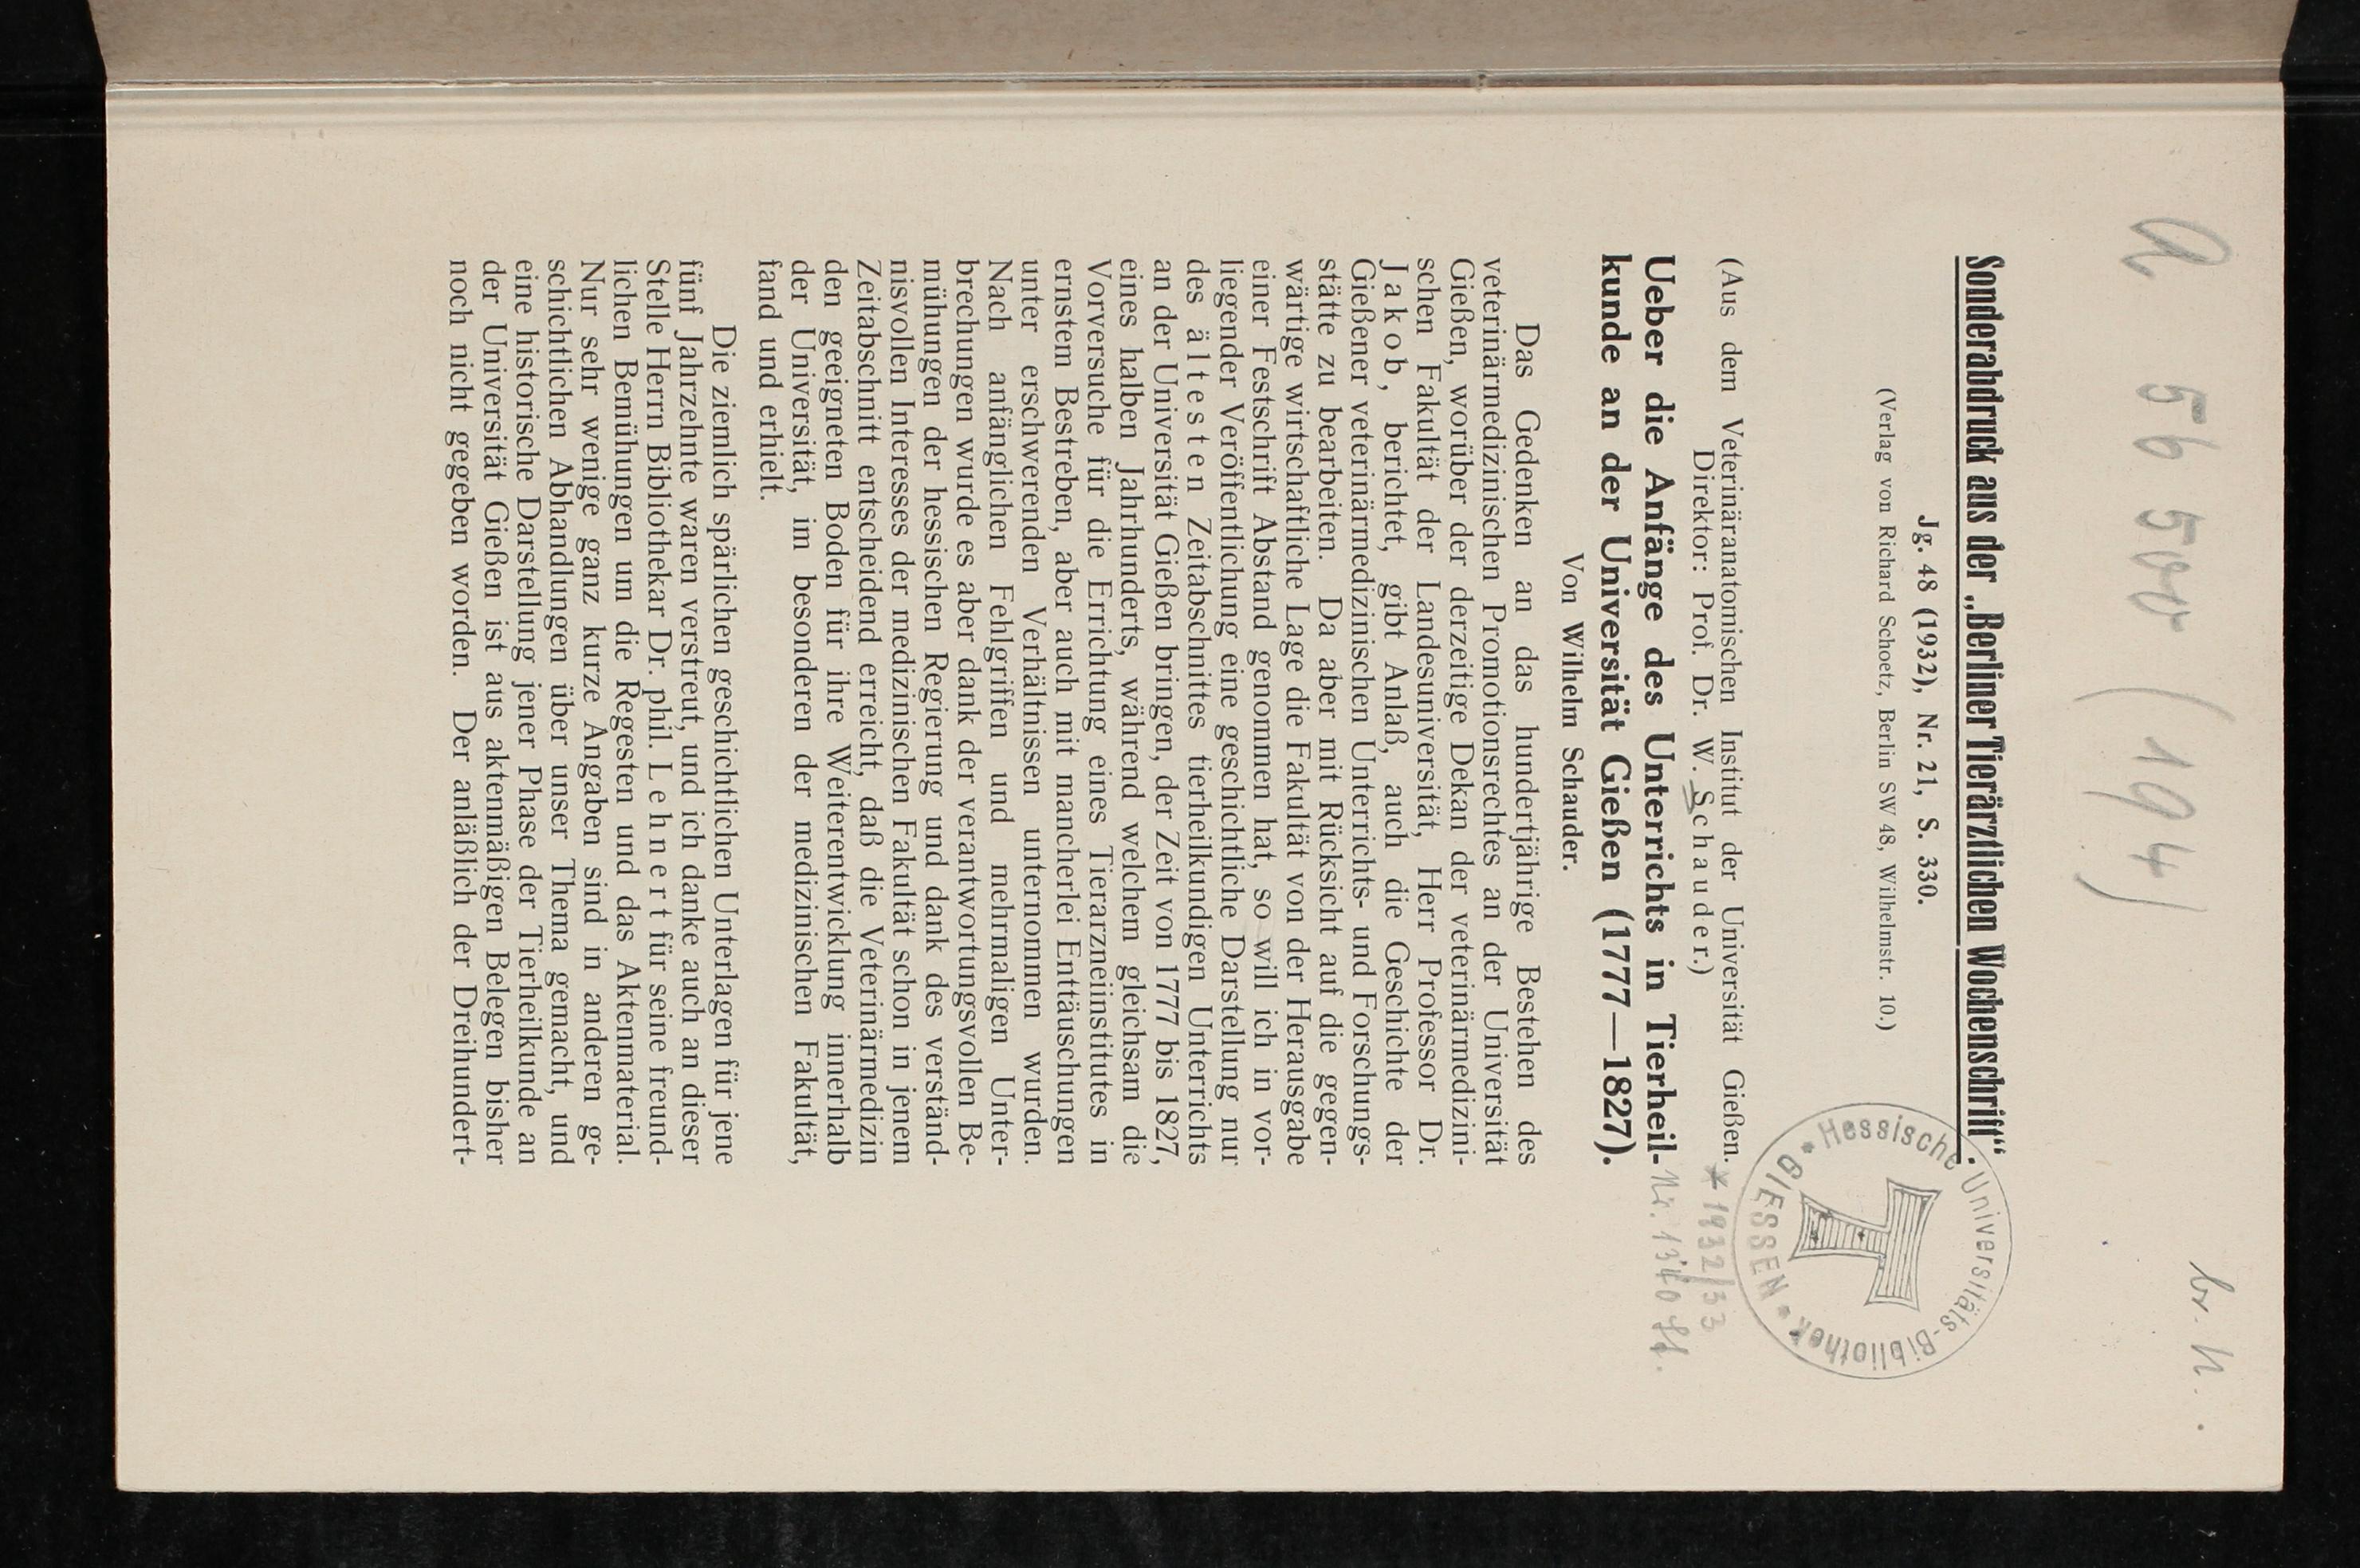 a 56 500 (194)
br. h.
Sonderabdruck aus der „Berliner Tierärztlichen Wochenschrift“.
Jg. 48 (1932), Nr. 21, S. 330.
(Verlag von Richard Schoetz, Berlin SW 48, Wilhelmstr. 10.)
Hessische Universitäts-Bibliothek
GIESSEN
(Aus dem Veterinäranatomischen Institut der Universität Gießen.
Direktor: Prof. Dr. W. Schauder.)
* 1932/33
Ueber die Anfänge des Unterrichts in Tierheil-
kunde an der Universität Gießen (1777—1827).
Von Wilhelm Schauder.
Das Gedenken an das hundertjährige Bestehen des
veterinärmedizinischen Promotionsrechtes an der Universität
Gießen, worüber der derzeitige Dekan der veterinärmedizini-
schen Fakultät der Landesuniversität, Herr Professor Dr.
Jakob, berichtet, gibt Anlaß, auch die Geschichte der
Gießener veterinärmedizinischen Unterrichts- und Forschungs-
stätte zu bearbeiten. Da aber mit Rücksicht auf die gegen-
wärtige wirtschaftliche Lage die Fakultät von der Herausgabe
einer Festschrift Abstand genommen hat, so will ich in vor-
liegender Veröffentlichung eine geschichtliche Darstellung nur
des ältesten Zeitabschnittes tierheilkundigen Unterrichts
an der Universität Gießen bringen, der Zeit von 1777 bis 1827,
eines halben Jahrhunderts, während welchem gleichsam die
Vorversuche für die Errichtung eines Tierarzneiinstitutes in
ernstem Bestreben, aber auch mit mancherlei Enttäuschungen
unter erschwerenden Verhältnissen unternommen wurden.
Nach anfänglichen Fehlgriffen und mehrmaligen Unter-
brechungen wurde es aber dank der verantwortungsvollen Be-
mühungen der hessischen Regierung und dank des verständ-
nisvollen Interesses der medizinischen Fakultät schon in jenem
Zeitabschnitt entscheidend erreicht, daß die Veterinärmedizin
den geeigneten Boden für ihre Weiterentwicklung innerhalb
der Universität, im besonderen der medizinischen Fakultät,
fand und erhielt.
Die ziemlich spärlichen geschichtlichen Unterlagen für jene
fünf Jahrzehnte waren verstreut, und ich danke auch an dieser
Stelle Herrn Bibliothekar Dr. phil. Lehnert für seine freund-
lichen Bemühungen um die Regesten und das Aktenmaterial.
Nur sehr wenige ganz kurze Angaben sind in anderen ge-
schichtlichen Abhandlungen über unser Thema gemacht, und
eine historische Darstellung jener Phase der Tierheilkunde an
der Universität Gießen ist aus aktenmäßigen Belegen bisher
noch nicht gegeben worden. Der anläßlich der Dreihundert-